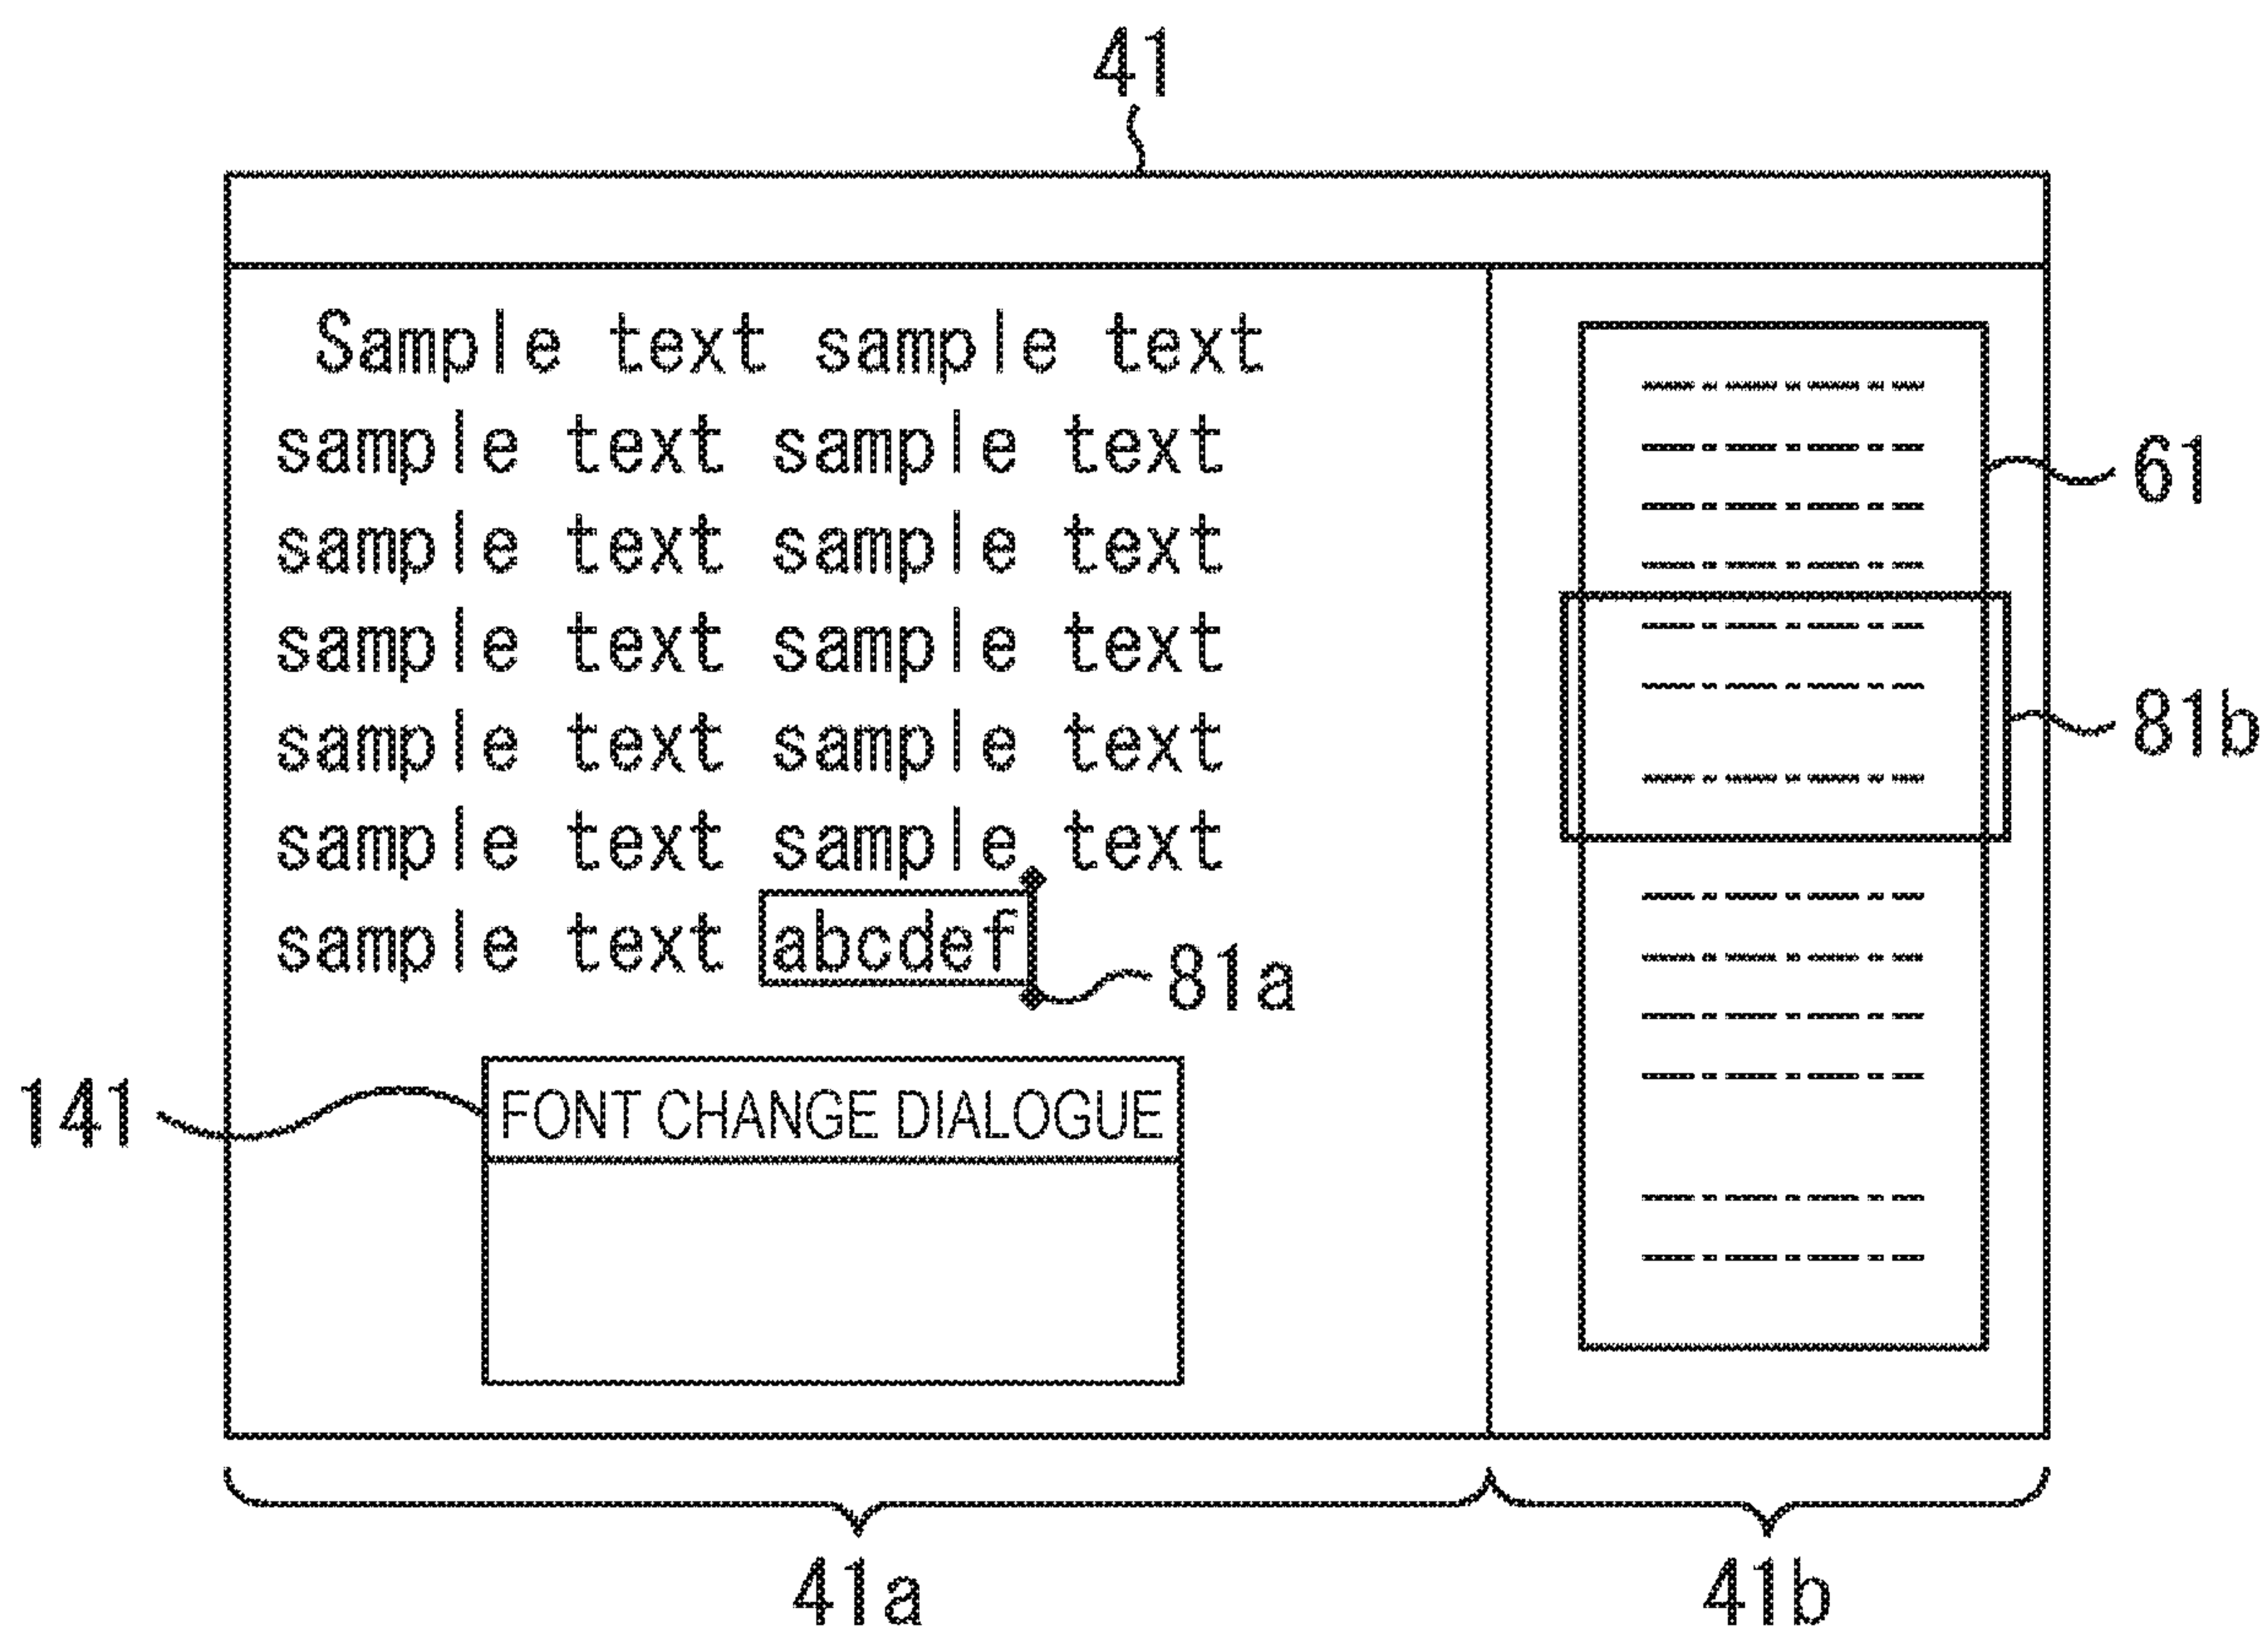 41
Sample text sample text
sample text sample text
sample text sample text
sample text sample text
sample text sample text
sample text sample text
sample text abcdef
81a
141
FONT CHANGE DIALOGUE
61
81b
41a
41b